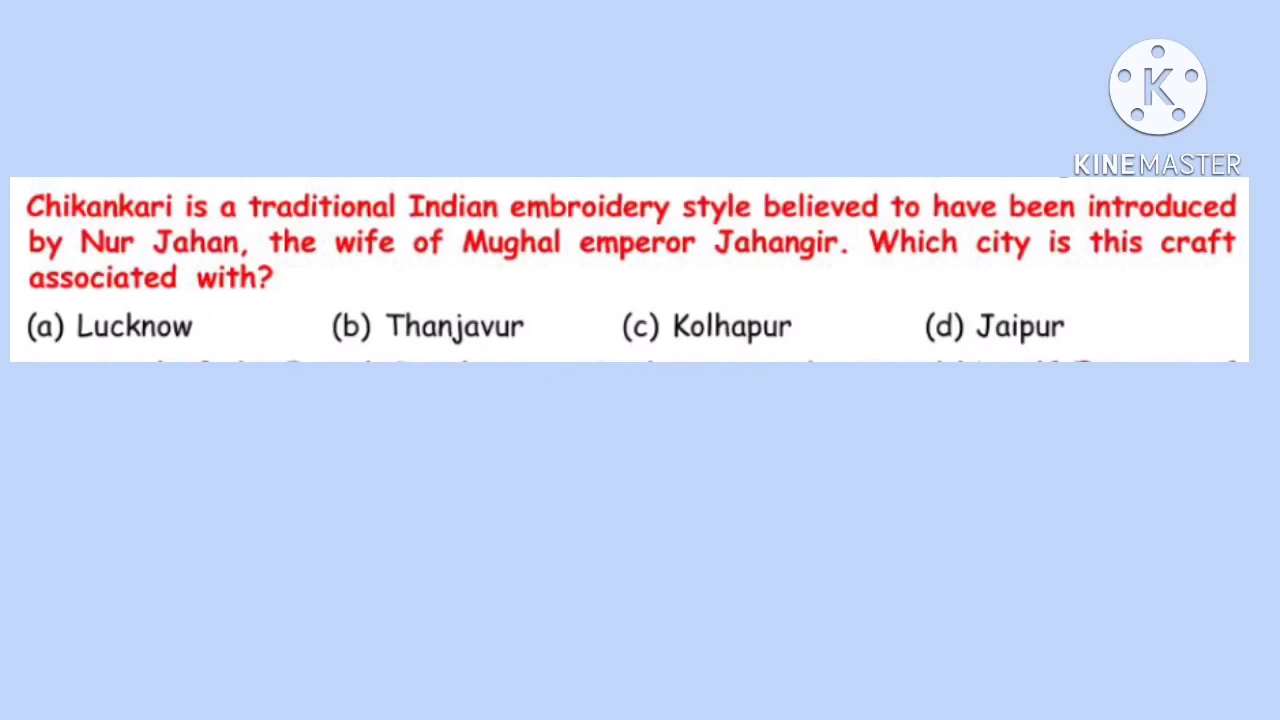 K
KINEMASTER
Chikankari is a traditional Indian embroidery style believed to have been introduced
by Nur Jahan, the wife of Mughal emperor Jahangir. Which city is this craft
associated with?
(a) Lucknow (b) Thanjavur (c) Kolhapur (d) Jaipur